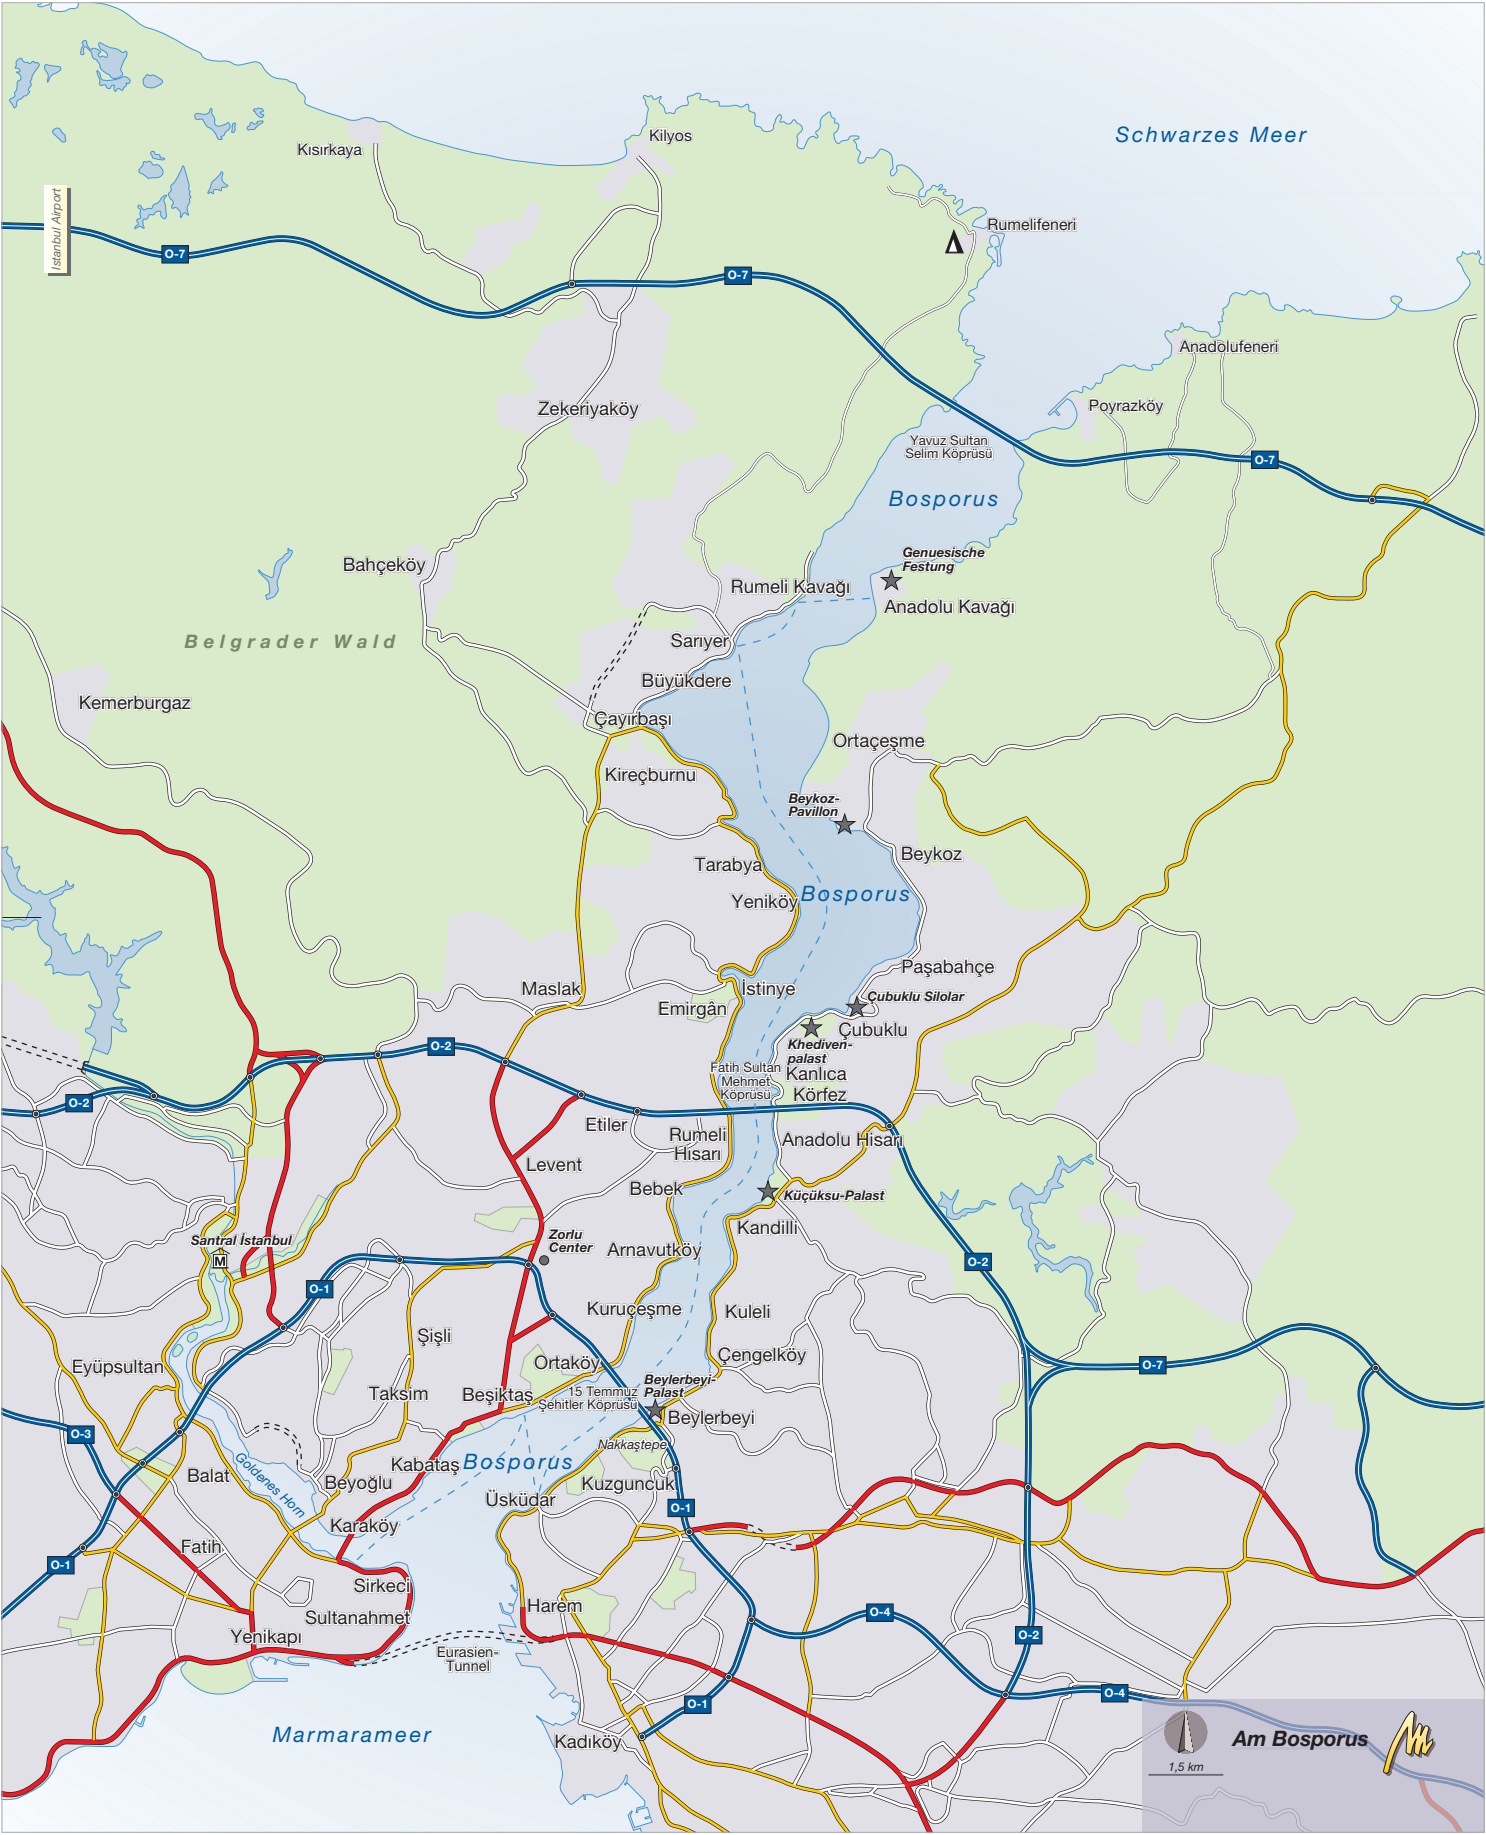 Schwarzes Meer
Kilyos
Kısırkaya
Istanbul Airport
O-7
Rumelifeneri
O-7
Anadolufeneri
Zekeriyaköy
Poyrazköy
Yavuz Sultan
Selim Köprüsü
O-7
Bosporus
Genuesische
Festung
Bahçeköy
Rumeli Kavağı
Anadolu Kavağı
Belgrader Wald
Sarıyer
Büyükdere
Kemerburgaz
Çayırbaşı
Ortaçeşme
Kireçburnu
Beykoz-
Pavillon
Beykoz
Tarabya
Yeniköy
Bosporus
Paşabahçe
Maslak
İstinye
Çubuklu Silolar
Emirgân
Çubuklu
Khediven-
palast
O-2
Fatih Sultan
Mehmet
Köprüsü
Kanlıca
Körfez
O-2
Etiler
Rumeli
Hisarı
Anadolu Hisarı
Levent
Bebek
Küçüksu-Palast
Kandilli
Santral İstanbul
M
Zorlu
Center
Arnavutköy
O-2
O-1
Kuruçeşme
Kuleli
Şişli
Eyüpsultan
Ortaköy
Çengelköy
O-7
Taksim
Beşiktaş
15 Temmuz
Şehitler Köprüsü
Beylerbeyi-
Palast
Beylerbeyi
O-3
Nakkaştepe
Kabataş
Bosporus
Balat
Goldenes Horn
Beyoğlu
Kuzguncuk
Üsküdar
O-1
Karaköy
Fatih
O-1
Sirkeci
Harem
O-4
Sultanahmet
Yenikapı
O-2
Eurasien-
Tunnel
O-4
O-1
Marmarameer
Kadıköy
Am Bosporus
1,5 km